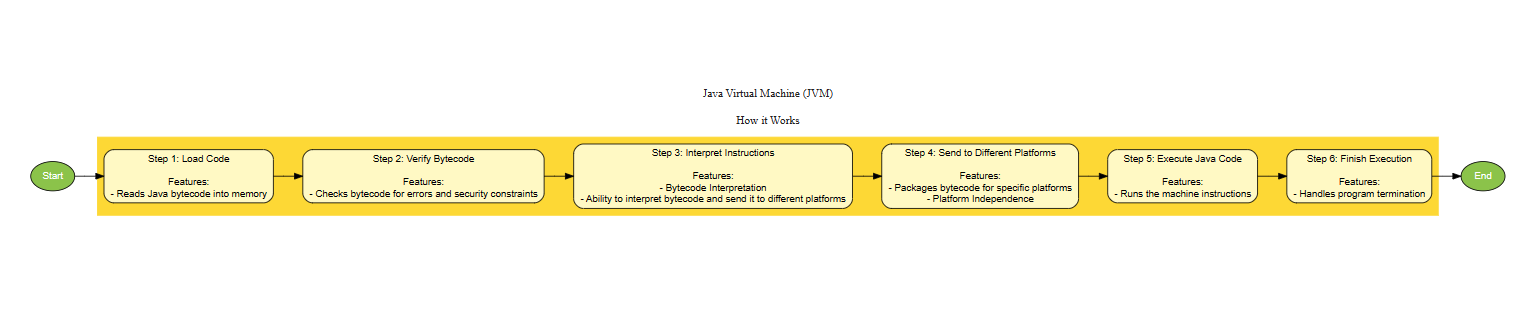 Java Virtual Machine (JVM)
How it Works
Start
Step 1: Load Code
Features:
- Reads Java bytecode into memory
Step 2: Verify Bytecode
Features:
- Checks bytecode for errors and security constraints
Step 3: Interpret Instructions
Features:
- Bytecode Interpretation
- Ability to interpret bytecode and send it to different platforms
Step 4: Send to Different Platforms
Features:
- Packages bytecode for specific platforms
- Platform Independence
Step 5: Execute Java Code
Features:
- Runs the machine instructions
Step 6: Finish Execution
Features:
- Handles program termination
End